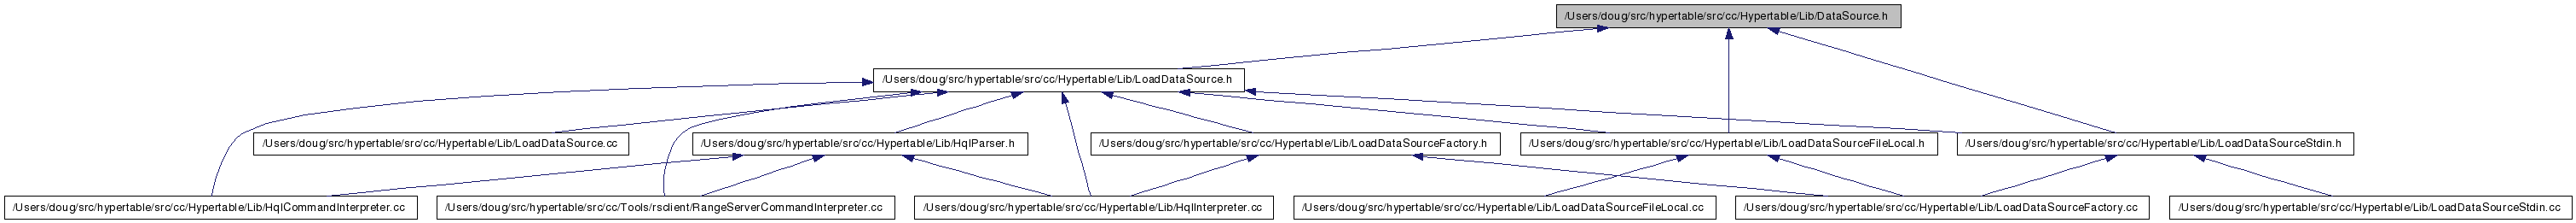 /Users/doug/src/hypertable/src/cc/Hypertable/Lib/DataSource.h
/Users/doug/src/hypertable/src/cc/Hypertable/Lib/LoadDataSource.h
/Users/doug/src/hypertable/src/cc/Hypertable/Lib/LoadDataSource.cc
/Users/doug/src/hypertable/src/cc/Hypertable/Lib/HqlParser.h
/Users/doug/src/hypertable/src/cc/Hypertable/Lib/LoadDataSourceFactory.h
/Users/doug/src/hypertable/src/cc/Hypertable/Lib/LoadDataSourceFileLocal.h
/Users/doug/src/hypertable/src/cc/Hypertable/Lib/LoadDataSourceStdin.h
/Users/doug/src/hypertable/src/cc/Hypertable/Lib/HqlCommandInterpreter.cc
/Users/doug/src/hypertable/src/cc/Tools/rsclient/RangeServerCommandInterpreter.cc
/Users/doug/src/hypertable/src/cc/Hypertable/Lib/HqlInterpreter.cc
/Users/doug/src/hypertable/src/cc/Hypertable/Lib/LoadDataSourceFileLocal.cc
/Users/doug/src/hypertable/src/cc/Hypertable/Lib/LoadDataSourceFactory.cc
/Users/doug/src/hypertable/src/cc/Hypertable/Lib/LoadDataSourceStdin.cc